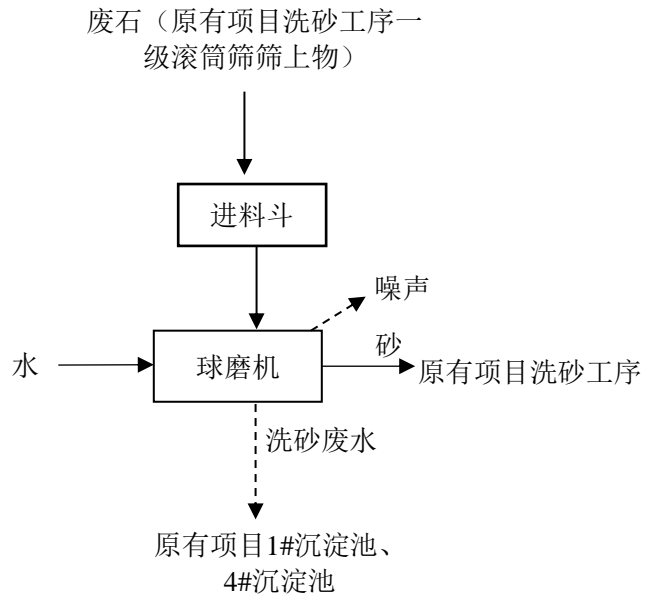 废石（原有项目洗砂工序一
级滚筒筛筛上物）
进料斗
噪声
水
球磨机
砂
原有项目洗砂工序
洗砂废水
原有项目1#沉淀池、
4#沉淀池